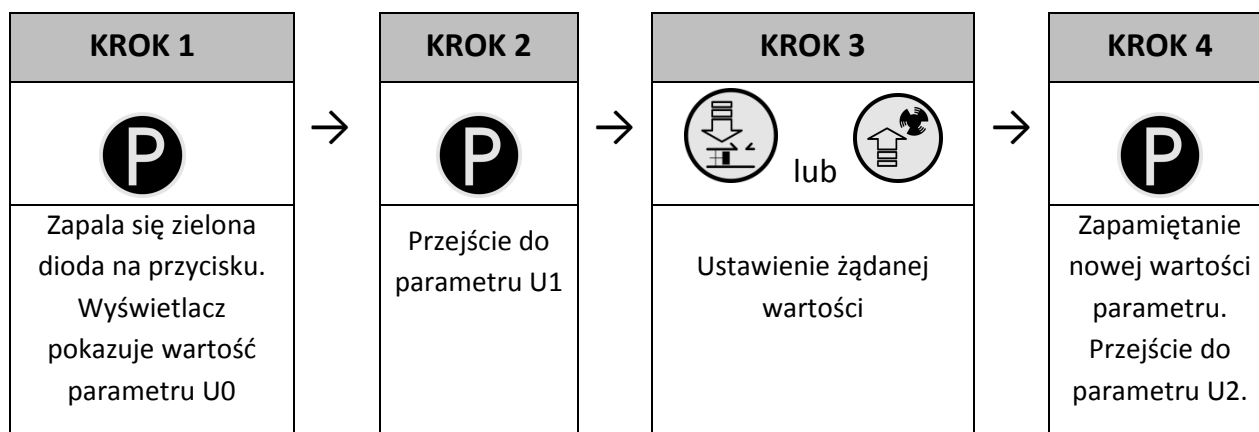 KROK 1
P
Zapala się zielona
dioda na przycisku.
Wyświetlacz
pokazuje wartość
parametru U0
KROK 2
P
Przejście do
parametru U1
KROK 3
lub
Ustawienie żądanej
wartości
KROK 4
P
Zapamiętanie
nowej wartości
parametru.
Przejście do
parametru U2.